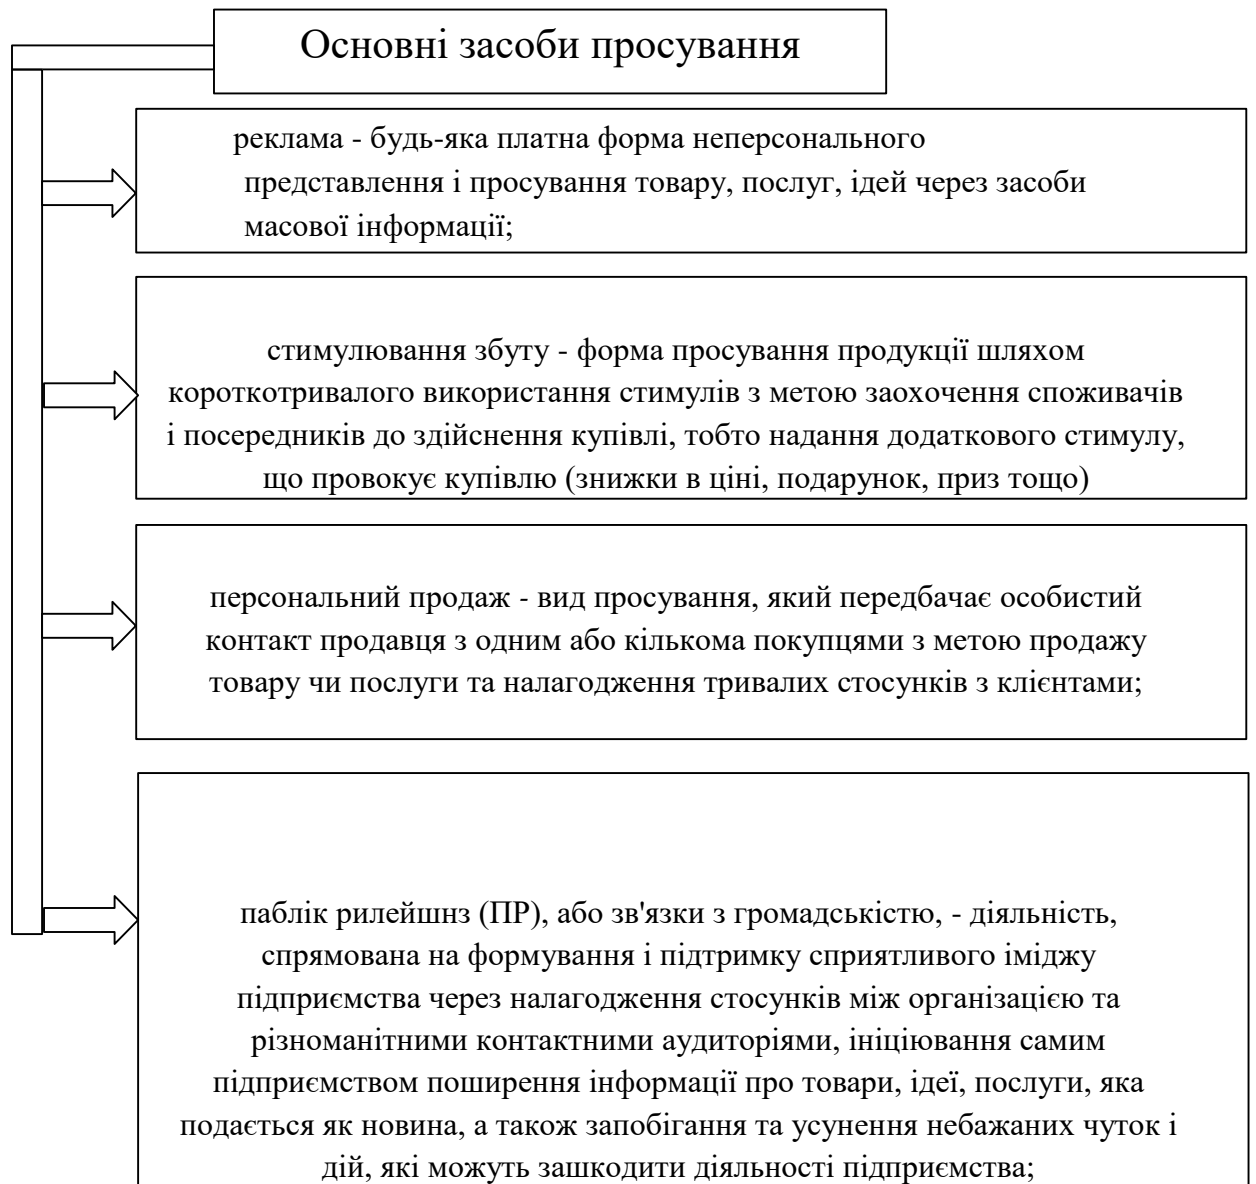 Основні засоби просування
реклама - будь-яка платна форма неперсонального
представлення і просування товару, послуг, ідей через засоби
масової інформації;
стимулювання збуту - форма просування продукції шляхом
короткотривалого використання стимулів з метою заохочення споживачів
і посередників до здійснення купівлі, тобто надання додаткового стимулу,
що провокує купівлю (знижки в ціні, подарунок, приз тощо)
персональний продаж - вид просування, який передбачає особистий
контакт продавця з одним або кількома покупцями з метою продажу
товару чи послуги та налагодження тривалих стосунків з клієнтами;
паблік рилейшнз (ПР), або зв'язки з громадськістю, - діяльність,
спрямована на формування і підтримку сприятливого іміджу
підприємства через налагодження стосунків між організацією та
різноманітними контактними аудиторіями, ініціювання самим
підприємством поширення інформації про товари, ідеї, послуги, яка
подається як новина, а також запобігання та усунення небажаних чуток і
дій, які можуть зашкодити діяльності підприємства;